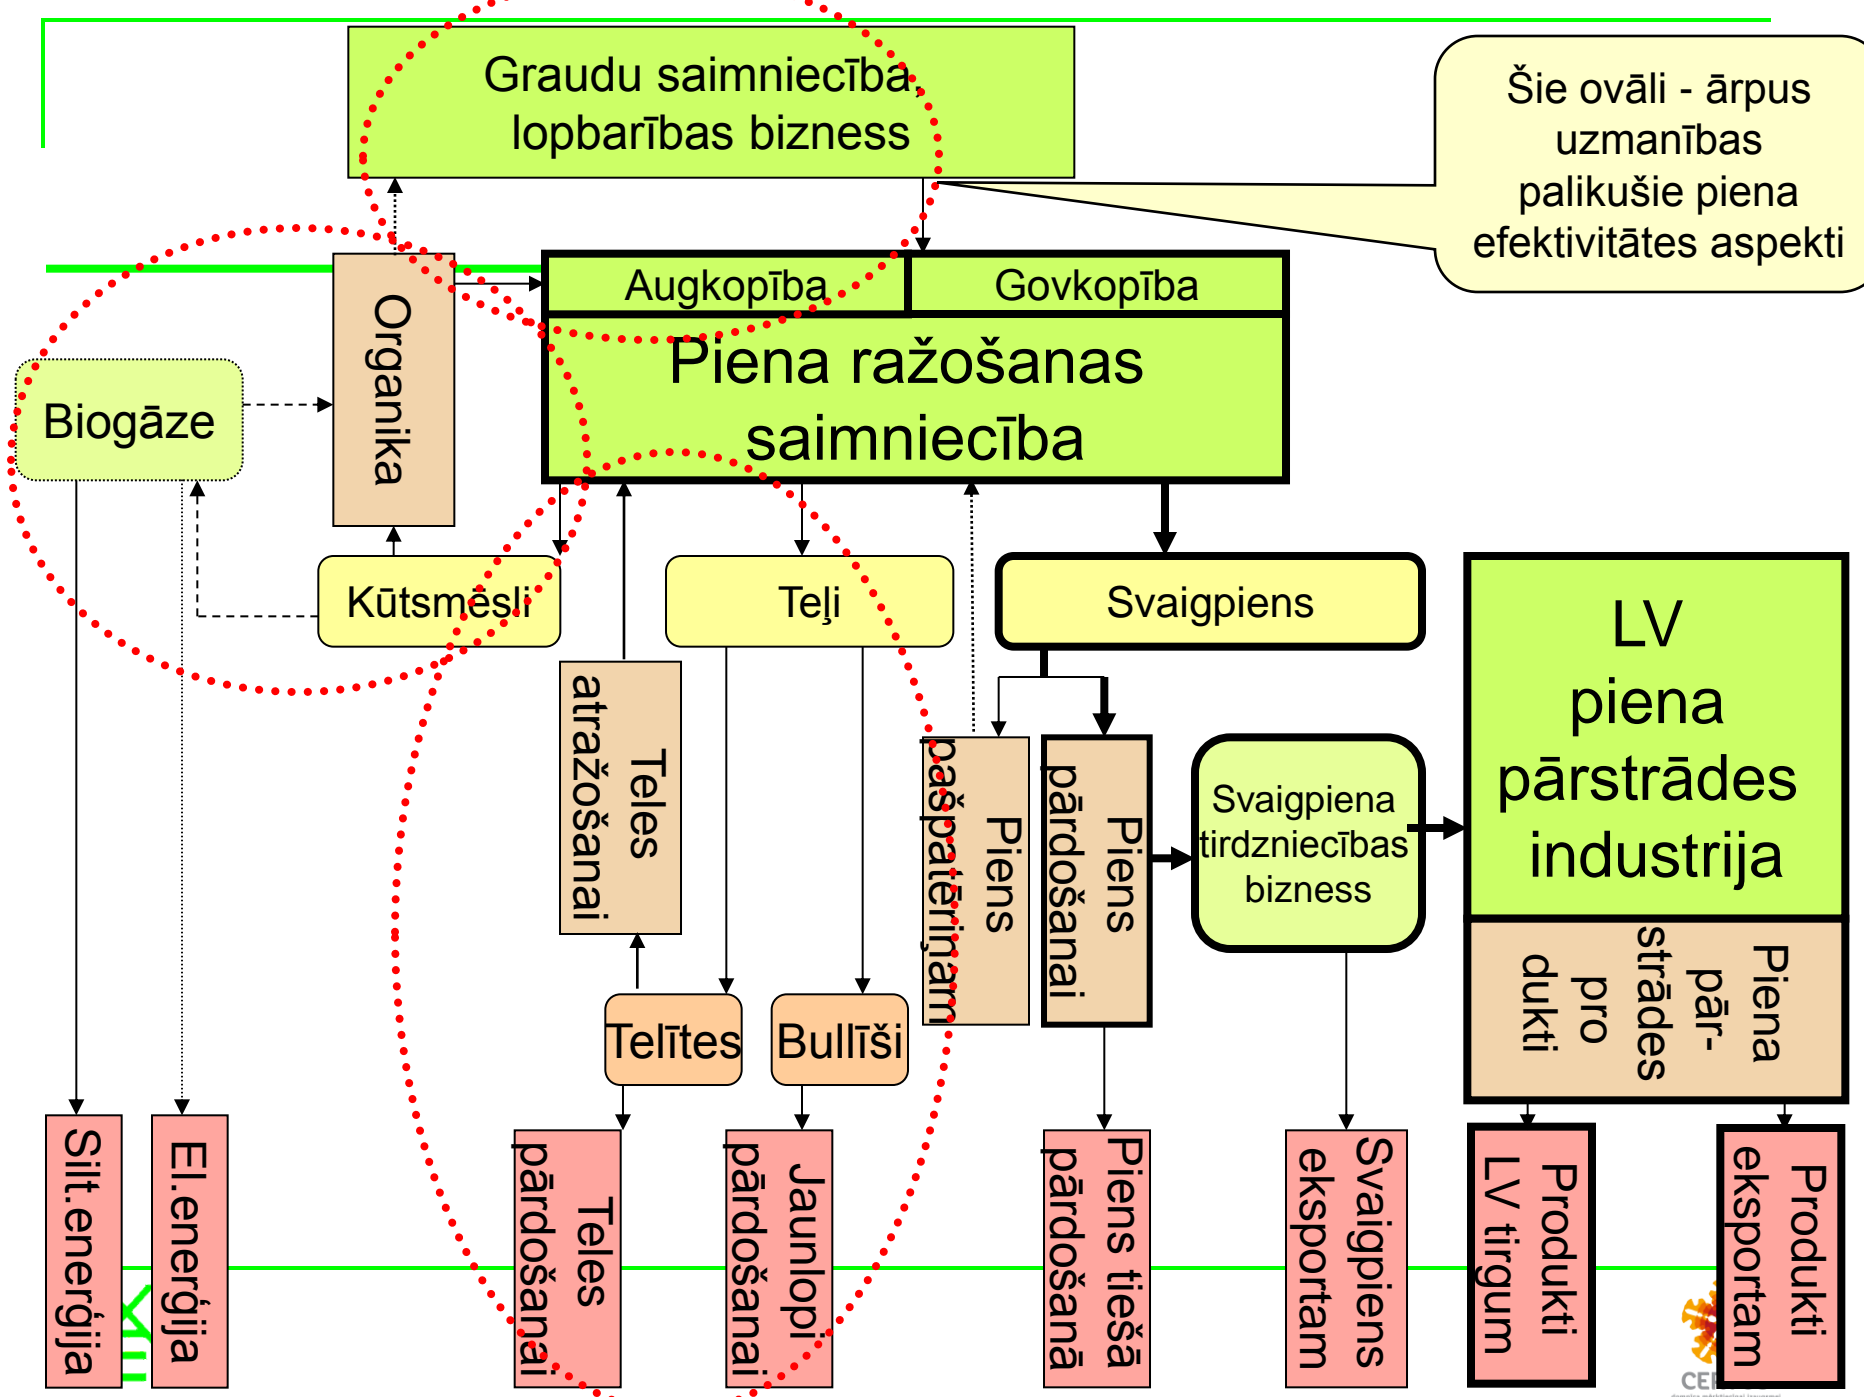 Graudu saimniecība,
lopbarības bizness
Šie ovāli - ārpus
uzmanības
palikušie piena
efektivitātes aspekti
Augkopība
Govkopība
Piena ražošanas
saimniecība
Organika
Biogāze
Kūtsmēsli
Teļi
Svaigpiens
LV
piena
pārstrādes
industrija
Teles
atražošanai
Piens
pašpatēriņam
Piens
pārdošanai
Svaigpiena
tirdzniecības
bizness
Piena
pār-
strādes
pro
dukti
Telītes
Bullīši
Silt.enerģija
El.enerģija
Teles
pārdošanai
Jaunlopi
pārdošanai
Piens tiešā
pārdošanā
Svaigpiens
eksportam
Produkti
LV tirgum
Produkti
eksportam